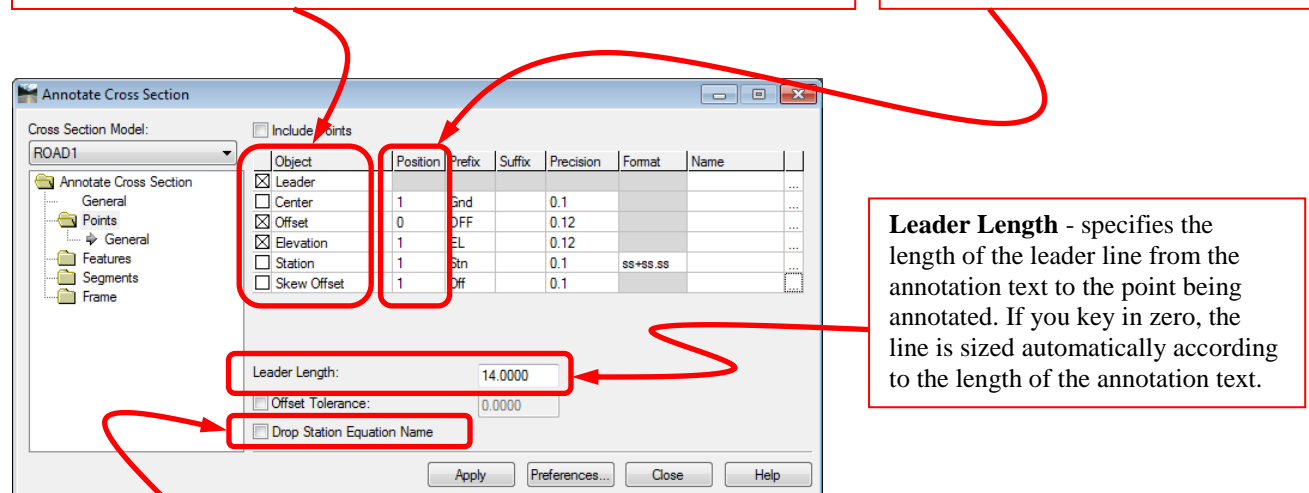 Annotate Cross Section
Cross Section Model:
ROAD1
Annotate Cross Section
General
Points
General
Features
Segments
Frame
Include Points
Object Position Prefix Suffix Precision Format Name
Leader ...
Center 1 Gnd 0.1 ...
Offset 0 OFF 0.12 ...
Elevation 1 EL 0.12 ...
Station 1 Stn 0.1 ss+ss.ss ...
Skew Offset 1 Off 0.1 ...
Leader Length: 14.0000
Offset Tolerance: 0.0000
Drop Station Equation Name
Apply Preferences... Close Help
Leader Length - specifies the
length of the leader line from the
annotation text to the point being
annotated. If you key in zero, the
line is sized automatically according
to the length of the annotation text.